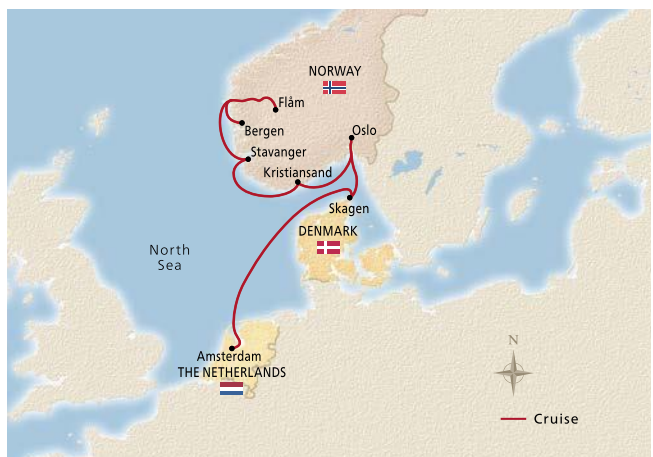 NORWAY
Flåm
Bergen
Oslo
Stavanger
Kristiansand
Skagen
DENMARK
North
Sea
N
Amsterdam
THE NETHERLANDS
Cruise